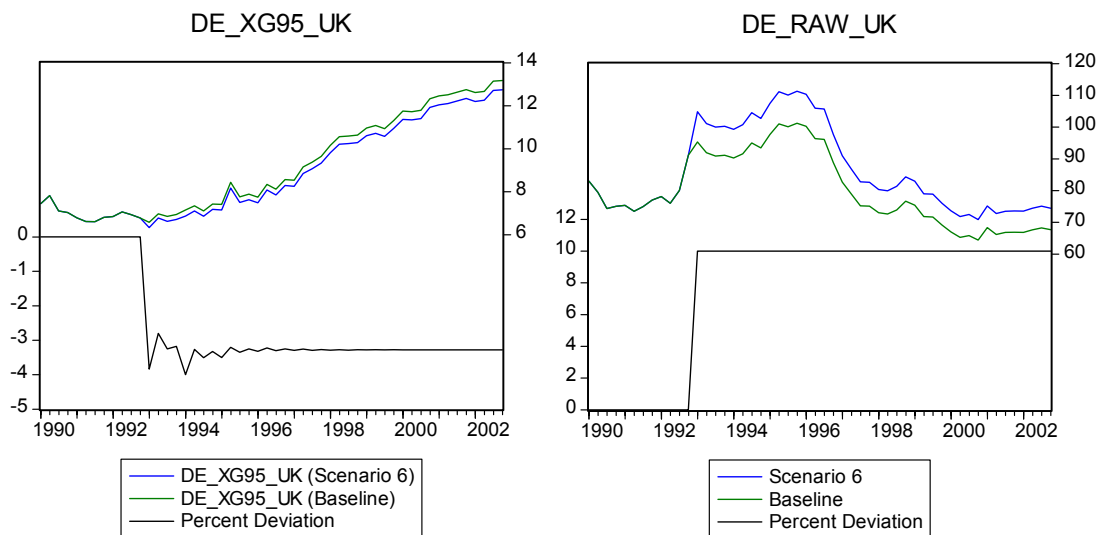 DE_XG95_UK
14
12
10
8
6
0
-1
-2
-3
-4
-5
1990 1992 1994 1996 1998 2000 2002
DE_XG95_UK (Scenario 6)
DE_XG95_UK (Baseline)
Percent Deviation
DE_RAW_UK
120
110
100
90
80
70
60
12
10
8
6
4
2
0
1990 1992 1994 1996 1998 2000 2002
Scenario 6
Baseline
Percent Deviation